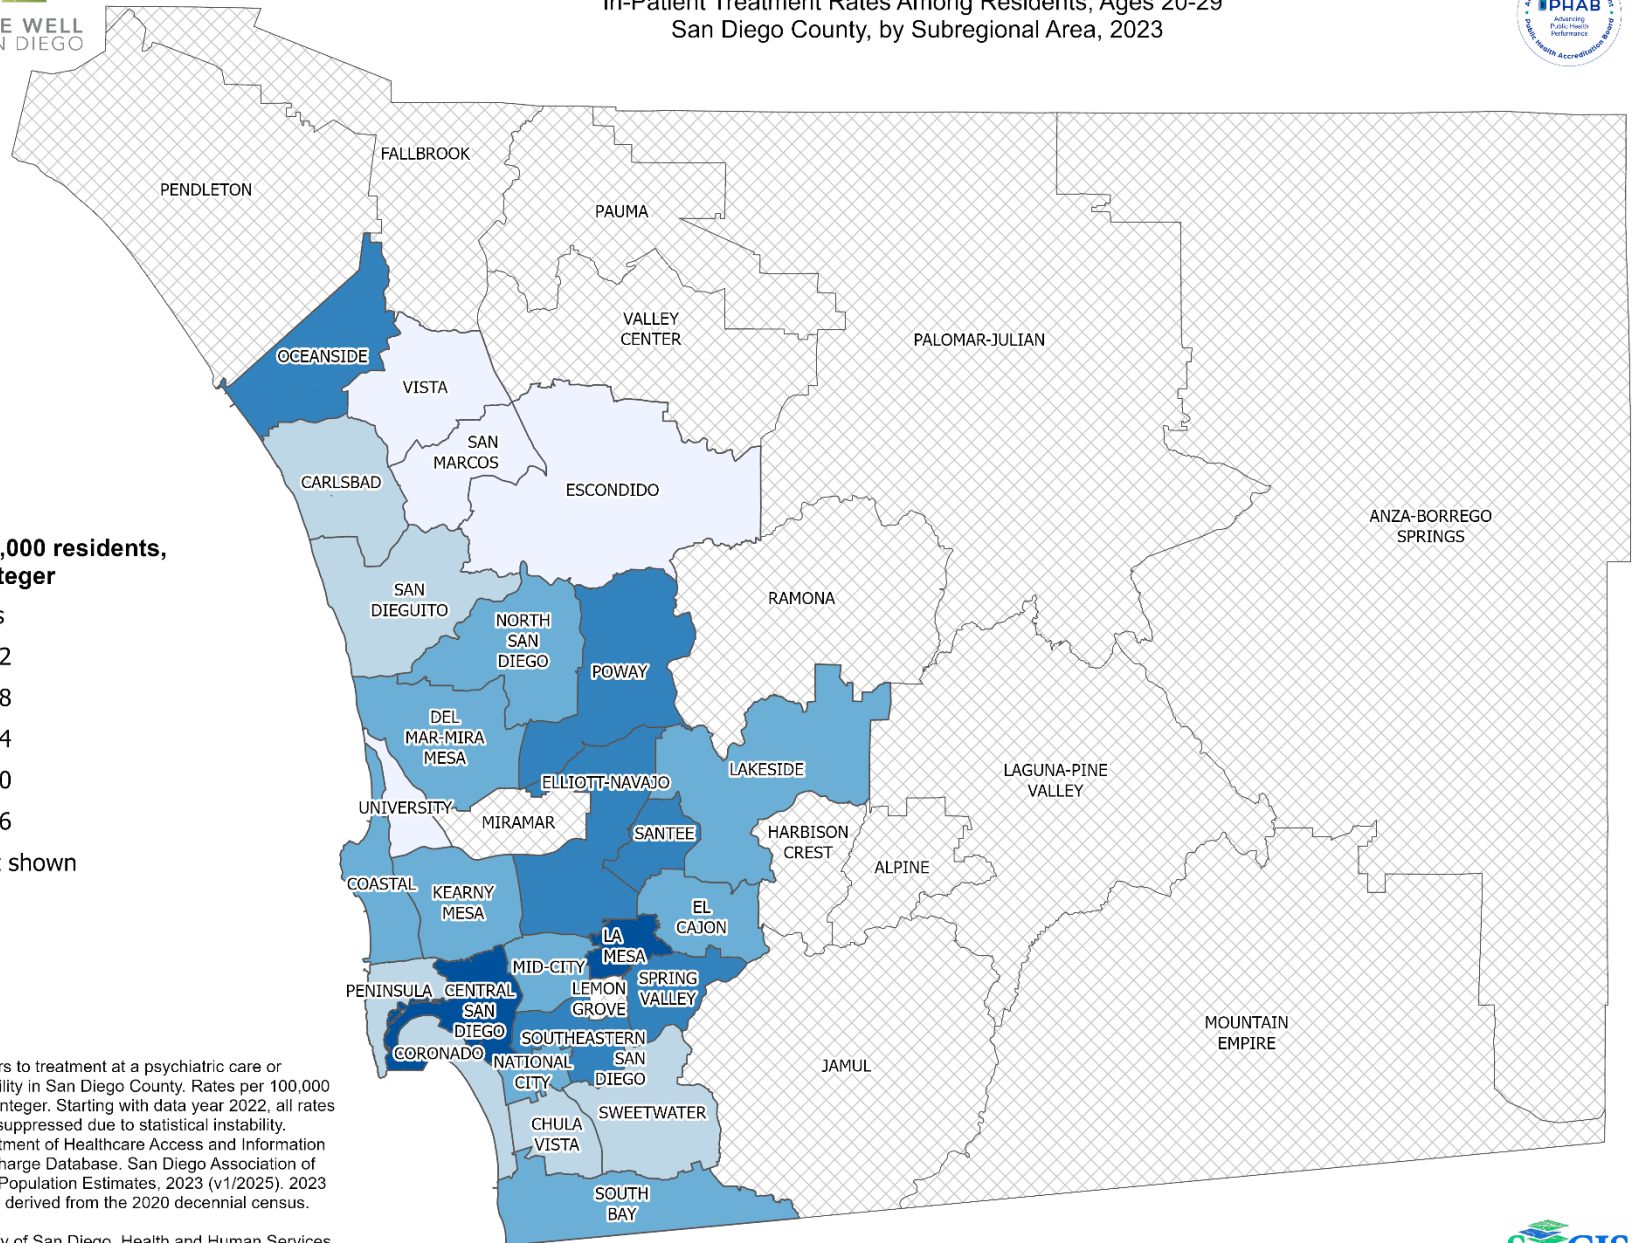 E WELL
N DIEGO
In-Patient Treatment Rates Among Residents, Ages 20-29
San Diego County, by Subregional Area, 2023
PHAB
Advancing
Public Health
Performance
Public Health Accreditation Board
FALLBROOK
PENDLETON
PAUMA
VALLEY
CENTER
PALOMAR-JULIAN
OCEANSIDE
VISTA
SAN
MARCOS
CARLSBAD
ESCONDIDO
ANZA-BORREGO
SPRINGS
,000 residents,
teger
s
2
8
4
0
6
t shown
SAN
DIEGUITO
NORTH
SAN
DIEGO
RAMONA
POWAY
DEL
MAR-MIRA
MESA
ELLIOTT-NAVAJO
LAKESIDE
LAGUNA-PINE
VALLEY
UNIVERSITY
MIRAMAR
SANTEE
HARBISON
CREST
ALPINE
COASTAL
KEARNY
MESA
EL
CAJON
LA
MESA
MID-CITY
SPRING
VALLEY
PENINSULA
CENTRAL
SAN
DIEGO
LEMON
GROVE
SOUTHEASTERN
SAN
DIEGO
CORONADO
NATIONAL
CITY
JAMUL
MOUNTAIN
EMPIRE
CHULA
VISTA
SWEETWATER
SOUTH
BAY
rs to treatment at a psychiatric care or
ility in San Diego County. Rates per 100,000
nteger. Starting with data year 2022, all rates
suppressed due to statistical instability.
tment of Healthcare Access and Information
harge Database. San Diego Association of
Population Estimates, 2023 (v1/2025). 2023
derived from the 2020 decennial census.
y of San Diego, Health and Human Services